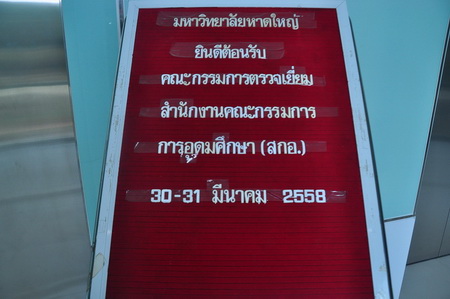 มหาวิทยาลัยหาดใหญ่
ยินดีต้อนรับ
คณะกรรมการตรวจเยี่ยม
สำนักงานคณะกรรมการ
การอุดมศึกษา (สกอ.)
30-31 มีนาคม 2558